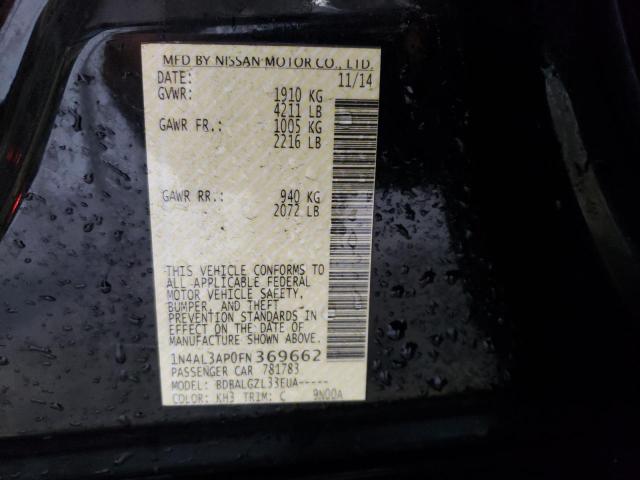 MFD BY NISSAN MOTOR CO., LTD.
DATE: 11/14
GVWR: 1910 KG
4211 LB
GAWR FR.: 1005 KG
2216 LB
GAWR RR.: 940 KG
2072 LB
THIS VEHICLE CONFORMS TO
ALL APPLICABLE FEDERAL
MOTOR VEHICLE SAFETY,
BUMPER, AND THEFT
PREVENTION STANDARDS IN
EFFECT ON THE DATE OF
MANUFACTURE SHOWN ABOVE.
1N4AL3AP0FN369662
PASSENGER CAR 781783
MODEL: BDBALGZL33EUA-----
COLOR: KH3 TRIM: C 9N00A